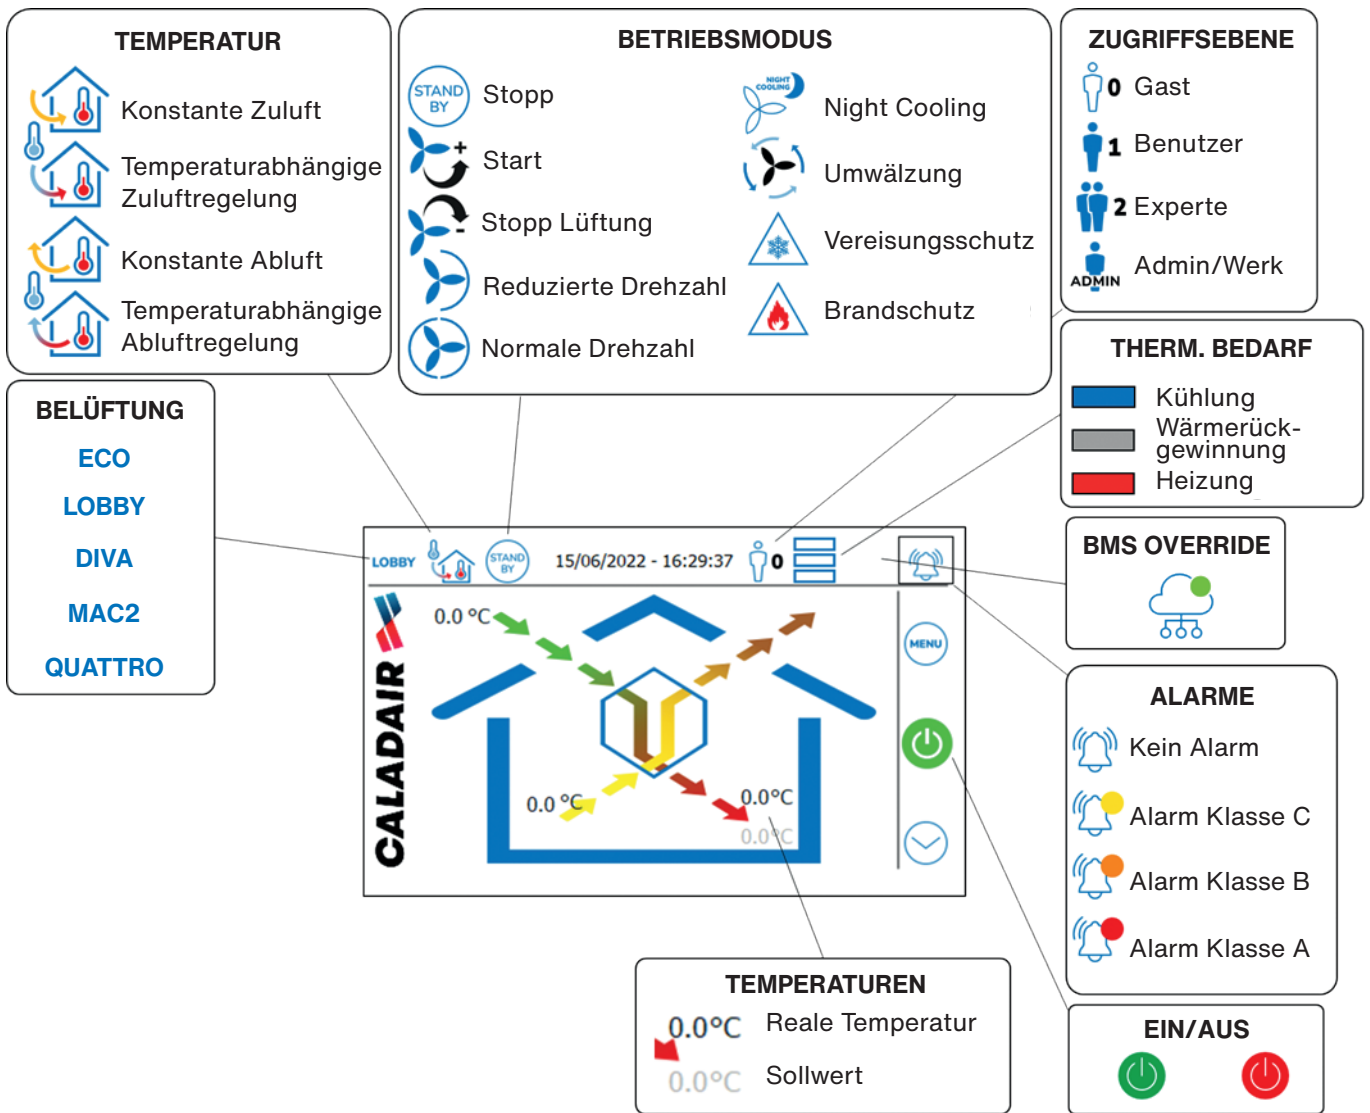 TEMPERATUR
Konstante Zuluft
Temperaturabhängige
Zuluftregelung
Konstante Abluft
Temperaturabhängige
Abluftregelung
BETRIEBSMODUS
STAND
BY
Stopp
+
Start
-
Stopp Lüftung
Reduzierte Drehzahl
Normale Drehzahl
NIGHT
COOLING
Night Cooling
Umwälzung
Vereisungsschutz
Brandschutz
ZUGRIFFSEBENE
0 Gast
1 Benutzer
2 Experte
ADMIN
Admin/Werk
THERM. BEDARF
Kühlung
Wärmerück-
gewinnung
Heizung
BELÜFTUNG
ECO
LOBBY
DIVA
MAC2
QUATTRO
LOBBY
STAND
BY
15/06/2022 - 16:29:37
0
0.0 °C
CALADAIR
MENU
0.0 °C
0.0°C
0.0°C
BMS OVERRIDE
ALARME
Kein Alarm
Alarm Klasse C
Alarm Klasse B
Alarm Klasse A
TEMPERATUREN
0.0°C Reale Temperatur
0.0°C Sollwert
EIN/AUS